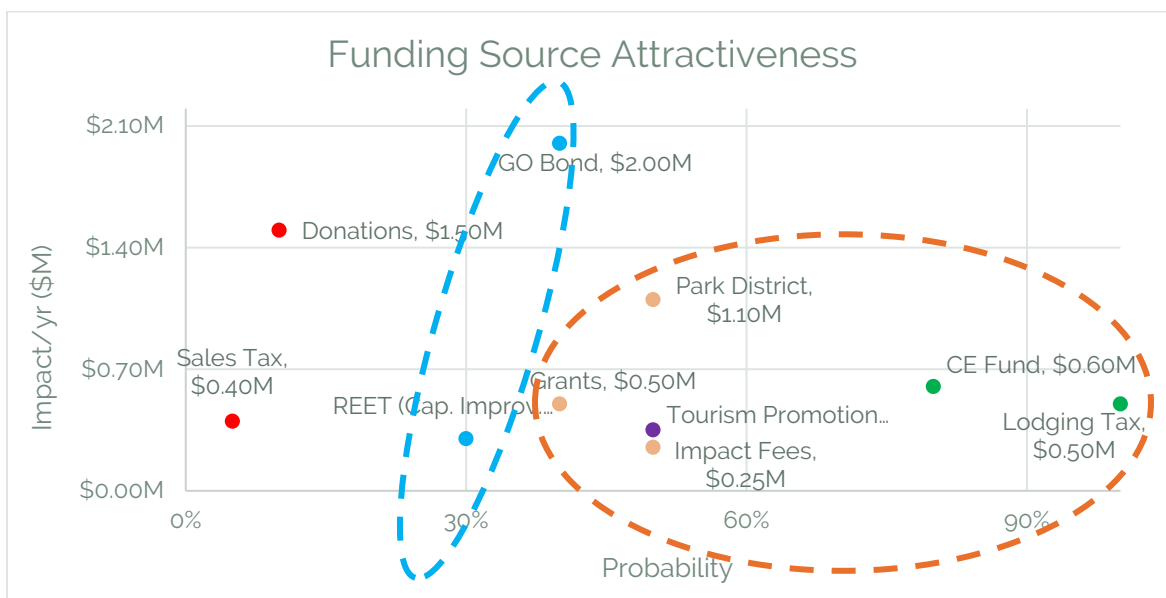 Funding Source Attractiveness
$2.10M
GO Bond, $2.00M
Donations, $1.50M
$1.40M
Park District,
$1.10M
Sales Tax,
$0.40M
$0.70M
CE Fund, $0.60M
Grants, $0.50M
REET (Cap. Improv....
Tourism Promotion...
Lodging Tax,
$0.50M
Impact Fees,
$0.25M
$0.00M
0%
30%
60%
90%
Probability
Impact/yr ($M)